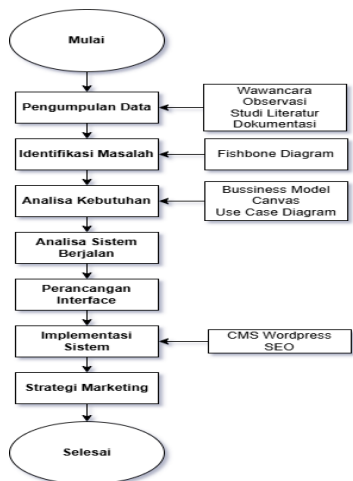 Mulai
Pengumpulan Data
Wawancara
Observasi
Studi Literatur
Dokumentasi
Identifikasi Masalah
Fishbone Diagram
Analisa Kebutuhan
Bussiness Model
Canvas
Use Case Diagram
Analisa Sistem
Berjalan
Perancangan
Interface
Implementasi
Sistem
CMS Wordpress
SEO
Strategi Marketing
Selesai